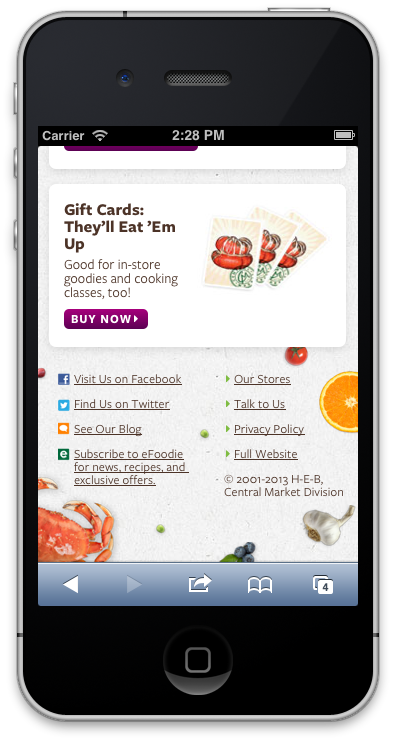 Carrier 2:28 PM
Gift Cards:
They’ll Eat ’Em
Up
Good for in-store
goodies and cooking
classes, too!
BUY NOW
Visit Us on Facebook
Find Us on Twitter
See Our Blog
Subscribe to eFoodie
for news, recipes, and
exclusive offers.
Our Stores
Talk to Us
Privacy Policy
Full Website
© 2001-2013 H-E-B,
Central Market Division
4